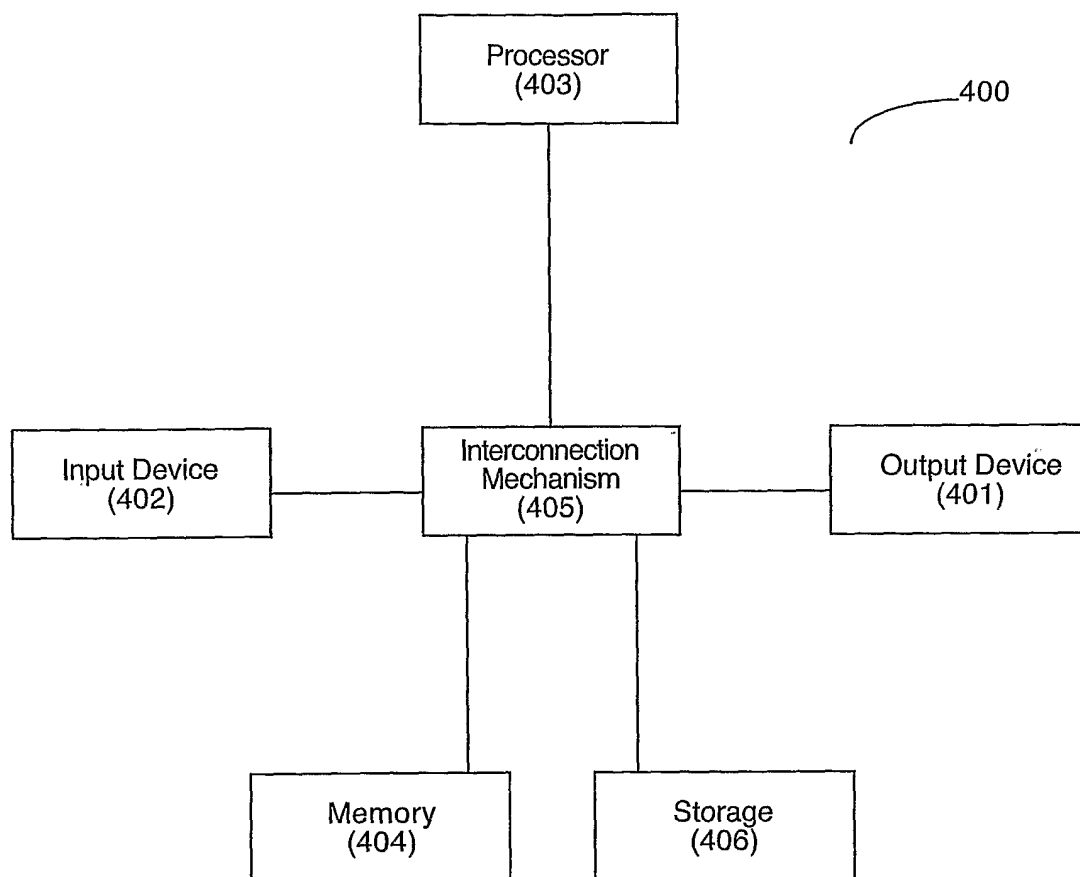 Processor
(403)
400
Interconnection
Mechanism
(405)
Input Device
(402)
Output Device
(401)
Memory
(404)
Storage
(406)